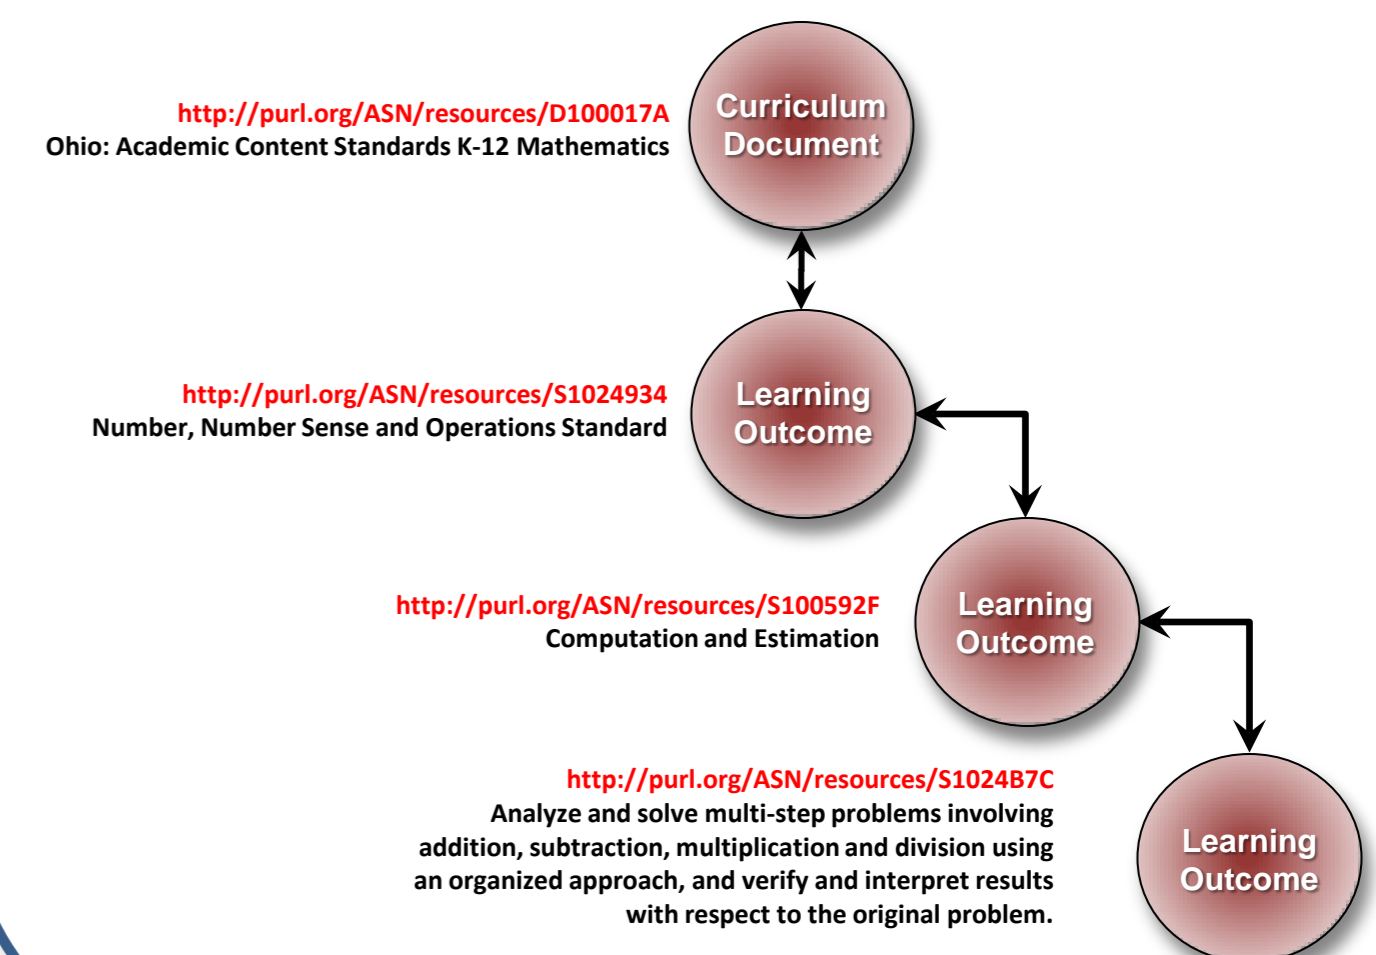 http://purl.org/ASN/resources/D100017A
Ohio: Academic Content Standards K-12 Mathematics
Curriculum
Document
http://purl.org/ASN/resources/S1024934
Number, Number Sense and Operations Standard
Learning
Outcome
http://purl.org/ASN/resources/S100592F
Computation and Estimation
Learning
Outcome
http://purl.org/ASN/resources/S1024B7C
Analyze and solve multi-step problems involving
addition, subtraction, multiplication and division using
an organized approach, and verify and interpret results
with respect to the original problem.
Learning
Outcome